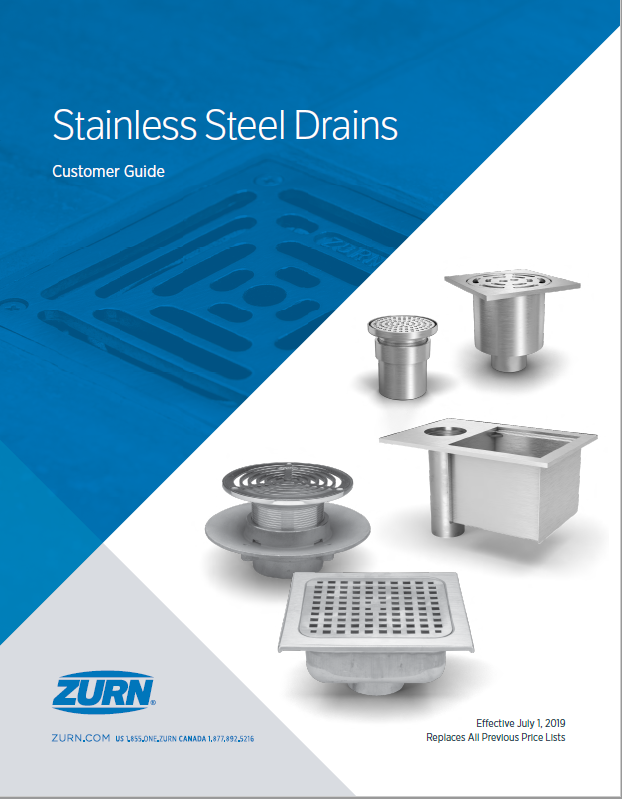 Stainless Steel Drains
Customer Guide
ZURN®
ZURN.COM US 1.855.ONE.ZURN CANADA 1.877.892.5216
Effective July 1, 2019
Replaces All Previous Price Lists